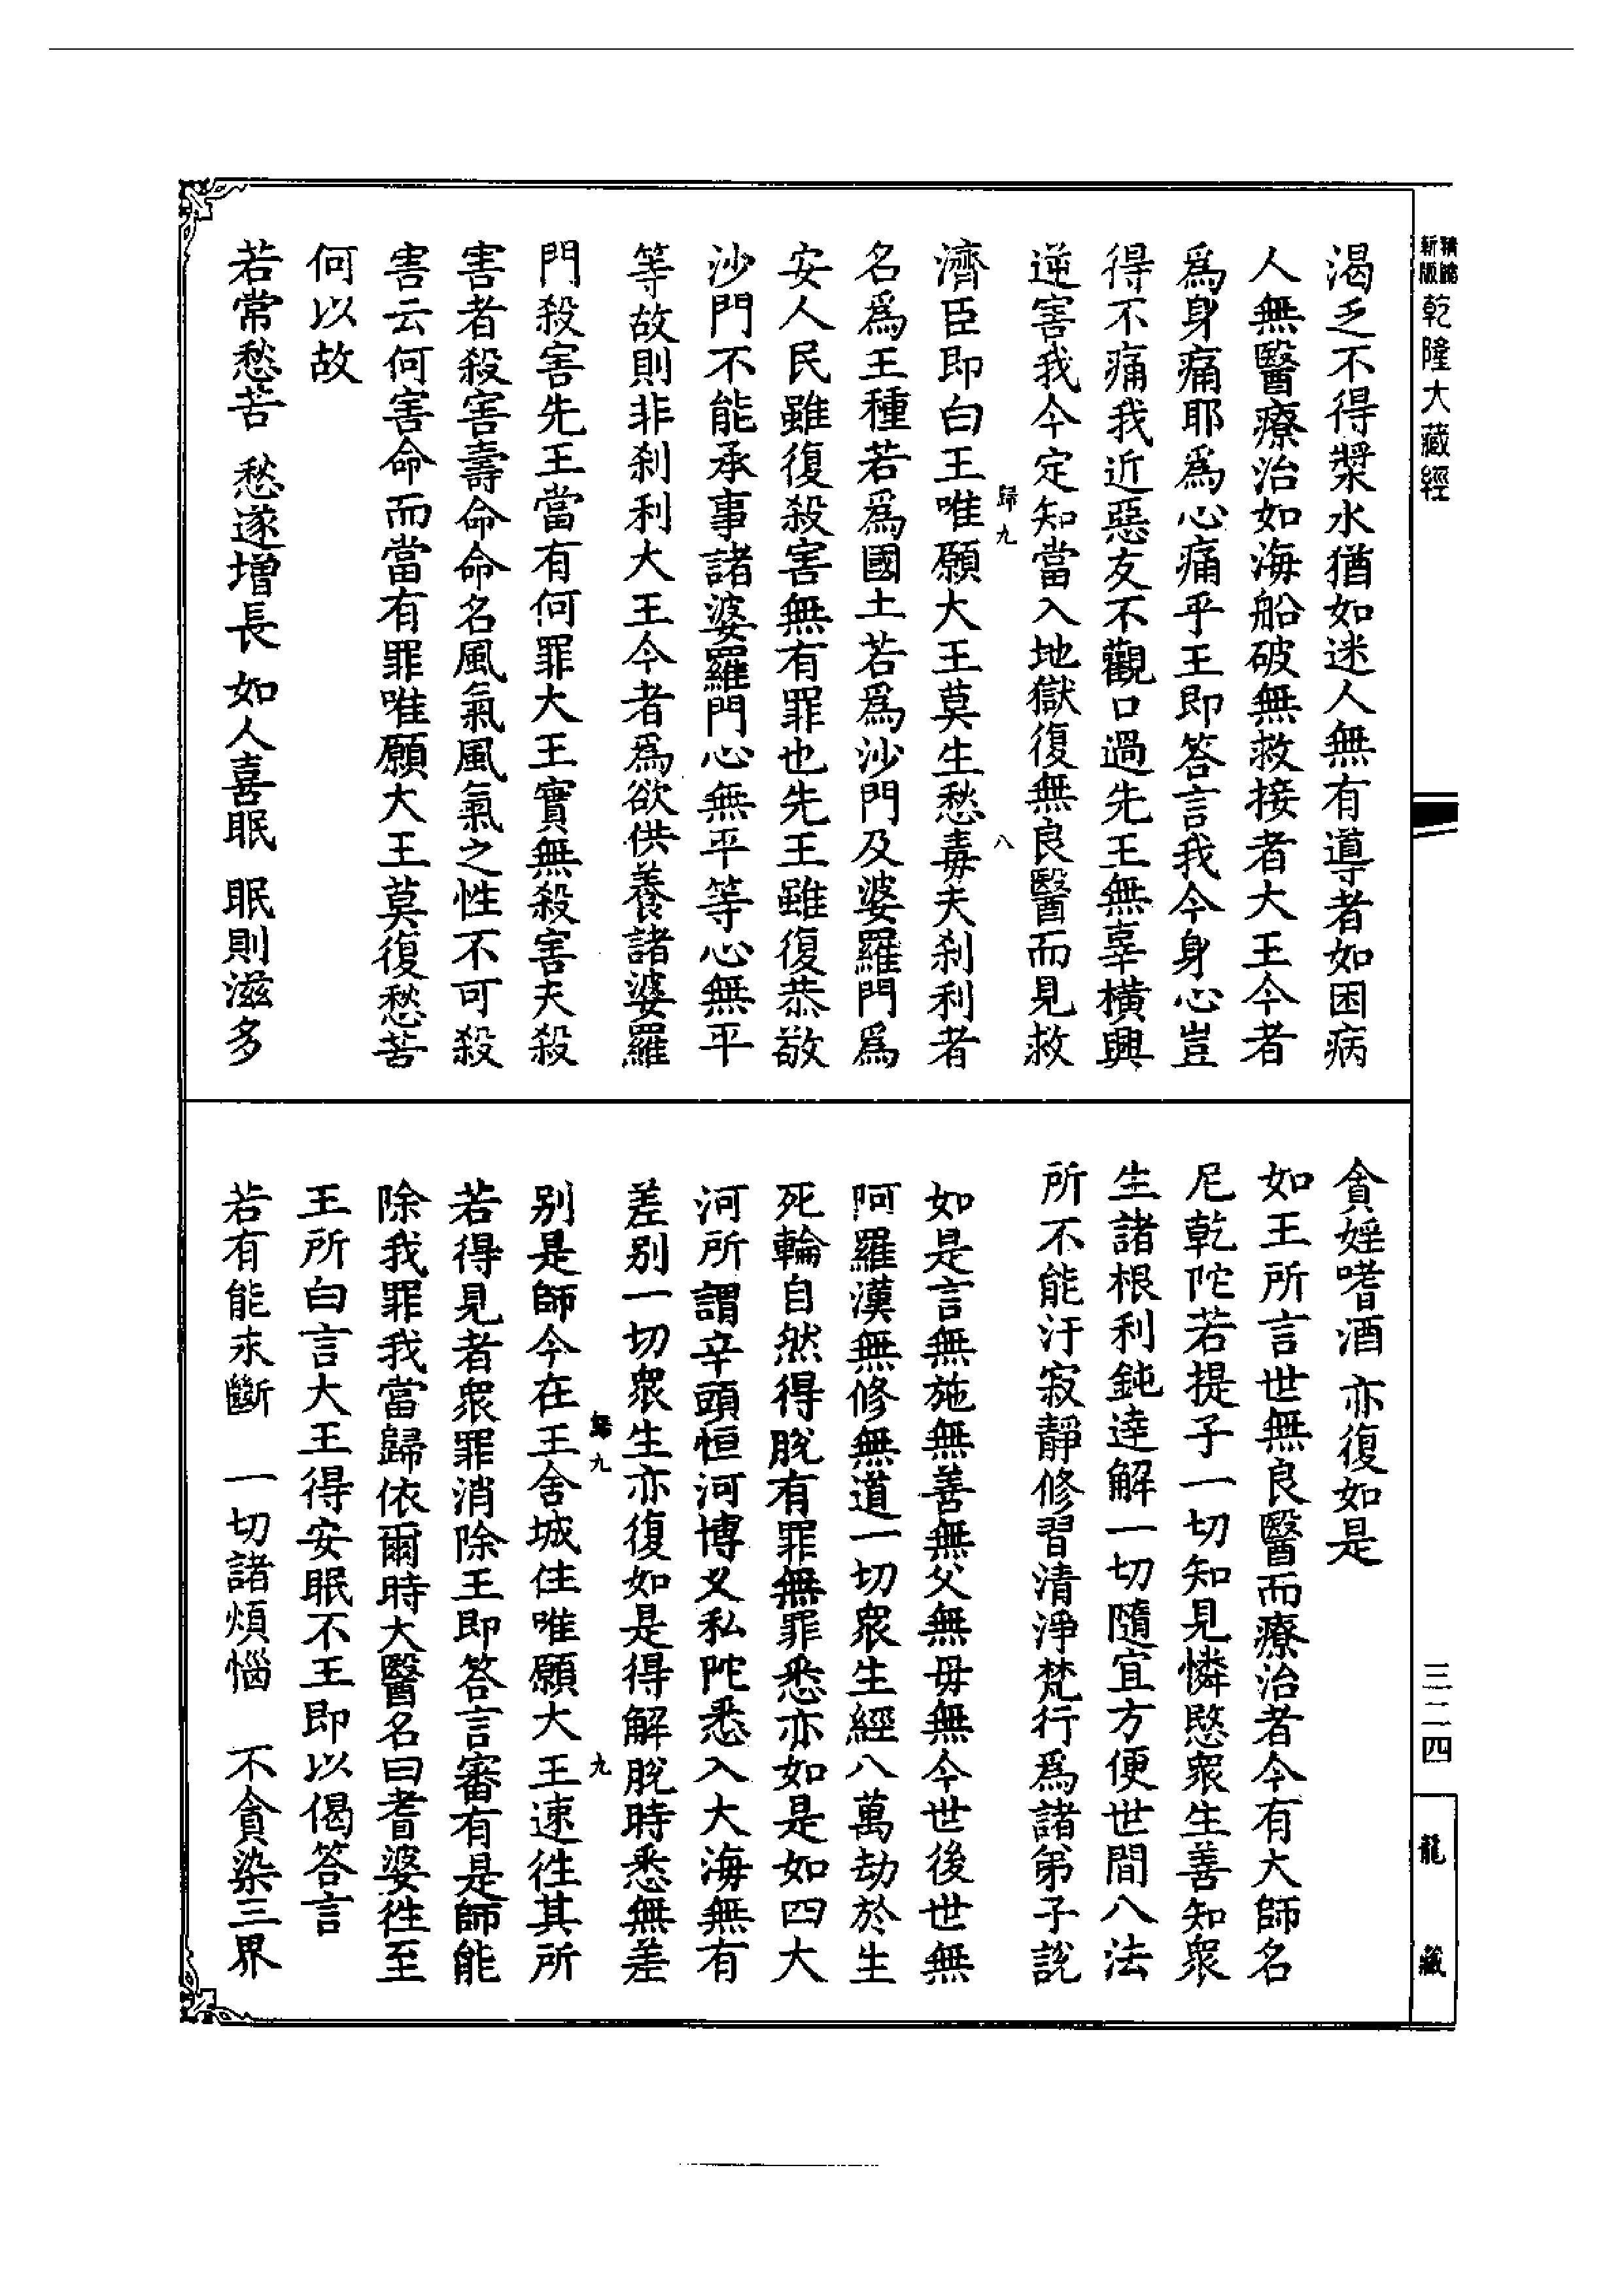 新版 精縮 乾隆大藏經
三二四
龍藏
渴乏不得漿水猶如迷人無有導者如困病
人無醫療治如海船破無救接者大王今者
爲身痛耶爲心痛乎王即答言我今身心豈
得不痛我近惡友不觀口過先王無辜橫興
逆害我今定知當入地獄復無良醫而見救
歸九
八
濟臣即白王唯願大王莫生愁毒夫刹利者
名爲王種若爲國土若爲沙門及婆羅門爲
安人民雖復殺害無有罪也先王雖復恭敬
沙門不能承事諸婆羅門心無平等心無平
等故則非刹利大王今者爲欲供養諸婆羅
門殺害先王當有何罪大王實無殺害夫殺
害者殺害壽命命名風氣風氣之性不可殺
害云何害命而當有罪唯願大王莫復愁苦
何以故
若常愁苦 愁遂增長 如人喜眠 眠則滋多
貪婬嗜酒 亦復如是
如王所言世無良醫而療治者今有大師名
尼乾陀若提子一切知見憐愍衆生善知衆
生諸根利鈍達解一切隨宜方便世間八法
所不能汙寂靜修習清淨梵行爲諸弟子說
如是言無施無善無父無母無今世後世無
阿羅漢無修無道一切衆生經八萬劫於生
死輪自然得脫有罪無罪悉亦如是如四大
河所謂辛頭恒河博叉私陀悉入大海無有
差别一切衆生亦復如是得解脫時悉無差
歸九
九
别是師今在王舍城住唯願大王速往其所
若得見者衆罪消除王即答言審有是師能
除我罪我當歸依爾時大醫名曰耆婆往至
王所白言大王得安眠不王即以偈答言
若有能永斷 一切諸煩惱 不貪染三界